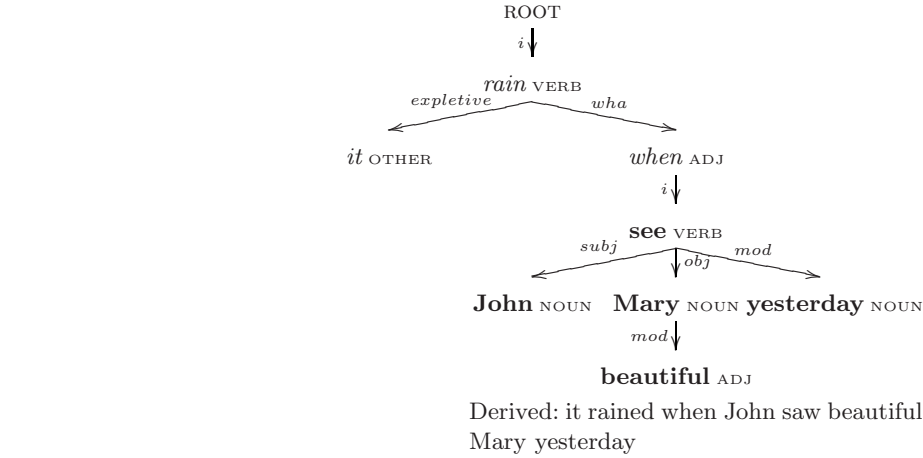 ROOT
i
rain VERB
expletive wha
it OTHER when ADJ
i
see VERB
subj obj mod
John NOUN Mary NOUN yesterday NOUN
mod
beautiful ADJ
Derived: it rained when John saw beautiful
Mary yesterday